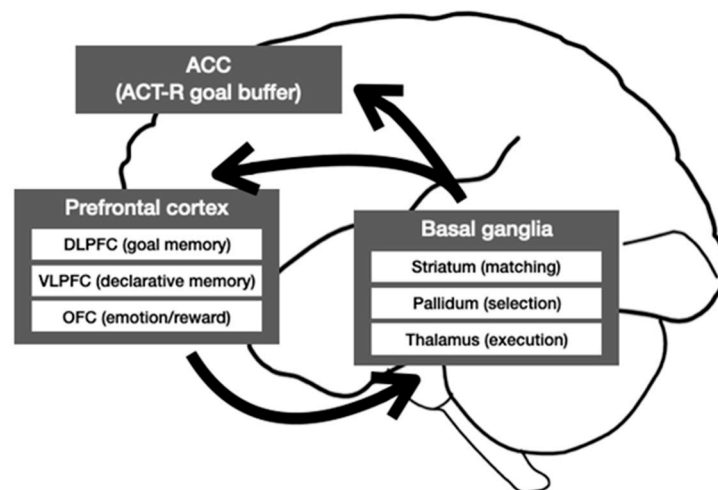 ACC
(ACT-R goal buffer)
Prefrontal cortex
DLPFC (goal memory)
VLPFC (declarative memory)
OFC (emotion/reward)
Basal ganglia
Striatum (matching)
Pallidum (selection)
Thalamus (execution)